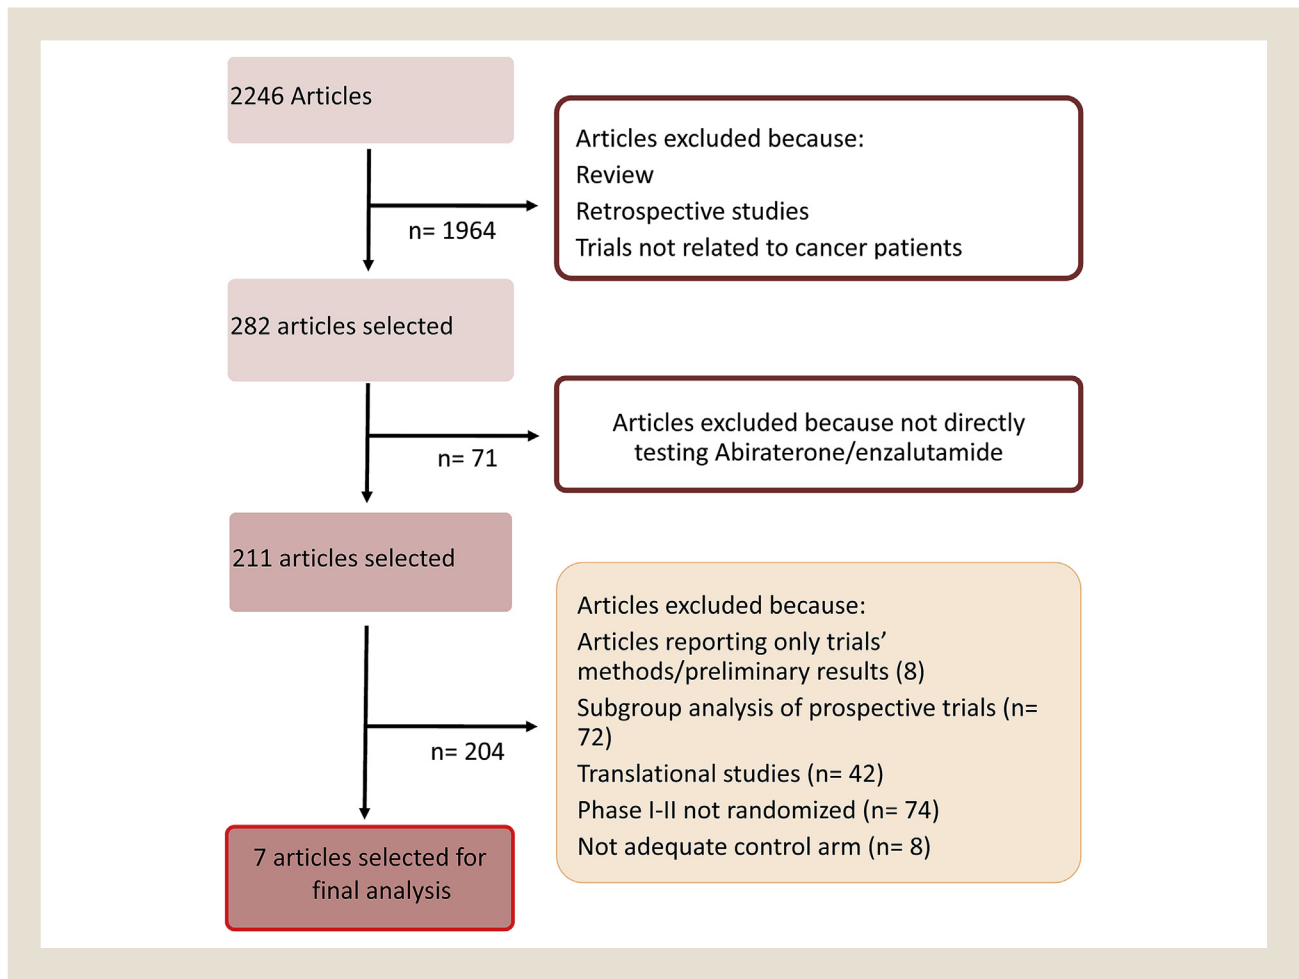 2246 Articles
Articles excluded because:
Review
Retrospective studies
Trials not related to cancer patients
n= 1964
282 articles selected
Articles excluded because not directly
testing Abiraterone/enzalutamide
n= 71
211 articles selected
Articles excluded because:
Articles reporting only trials’
methods/preliminary results (8)
Subgroup analysis of prospective trials (n=
72)
Translational studies (n= 42)
Phase I-II not randomized (n= 74)
Not adequate control arm (n= 8)
n= 204
7 articles selected for
final analysis